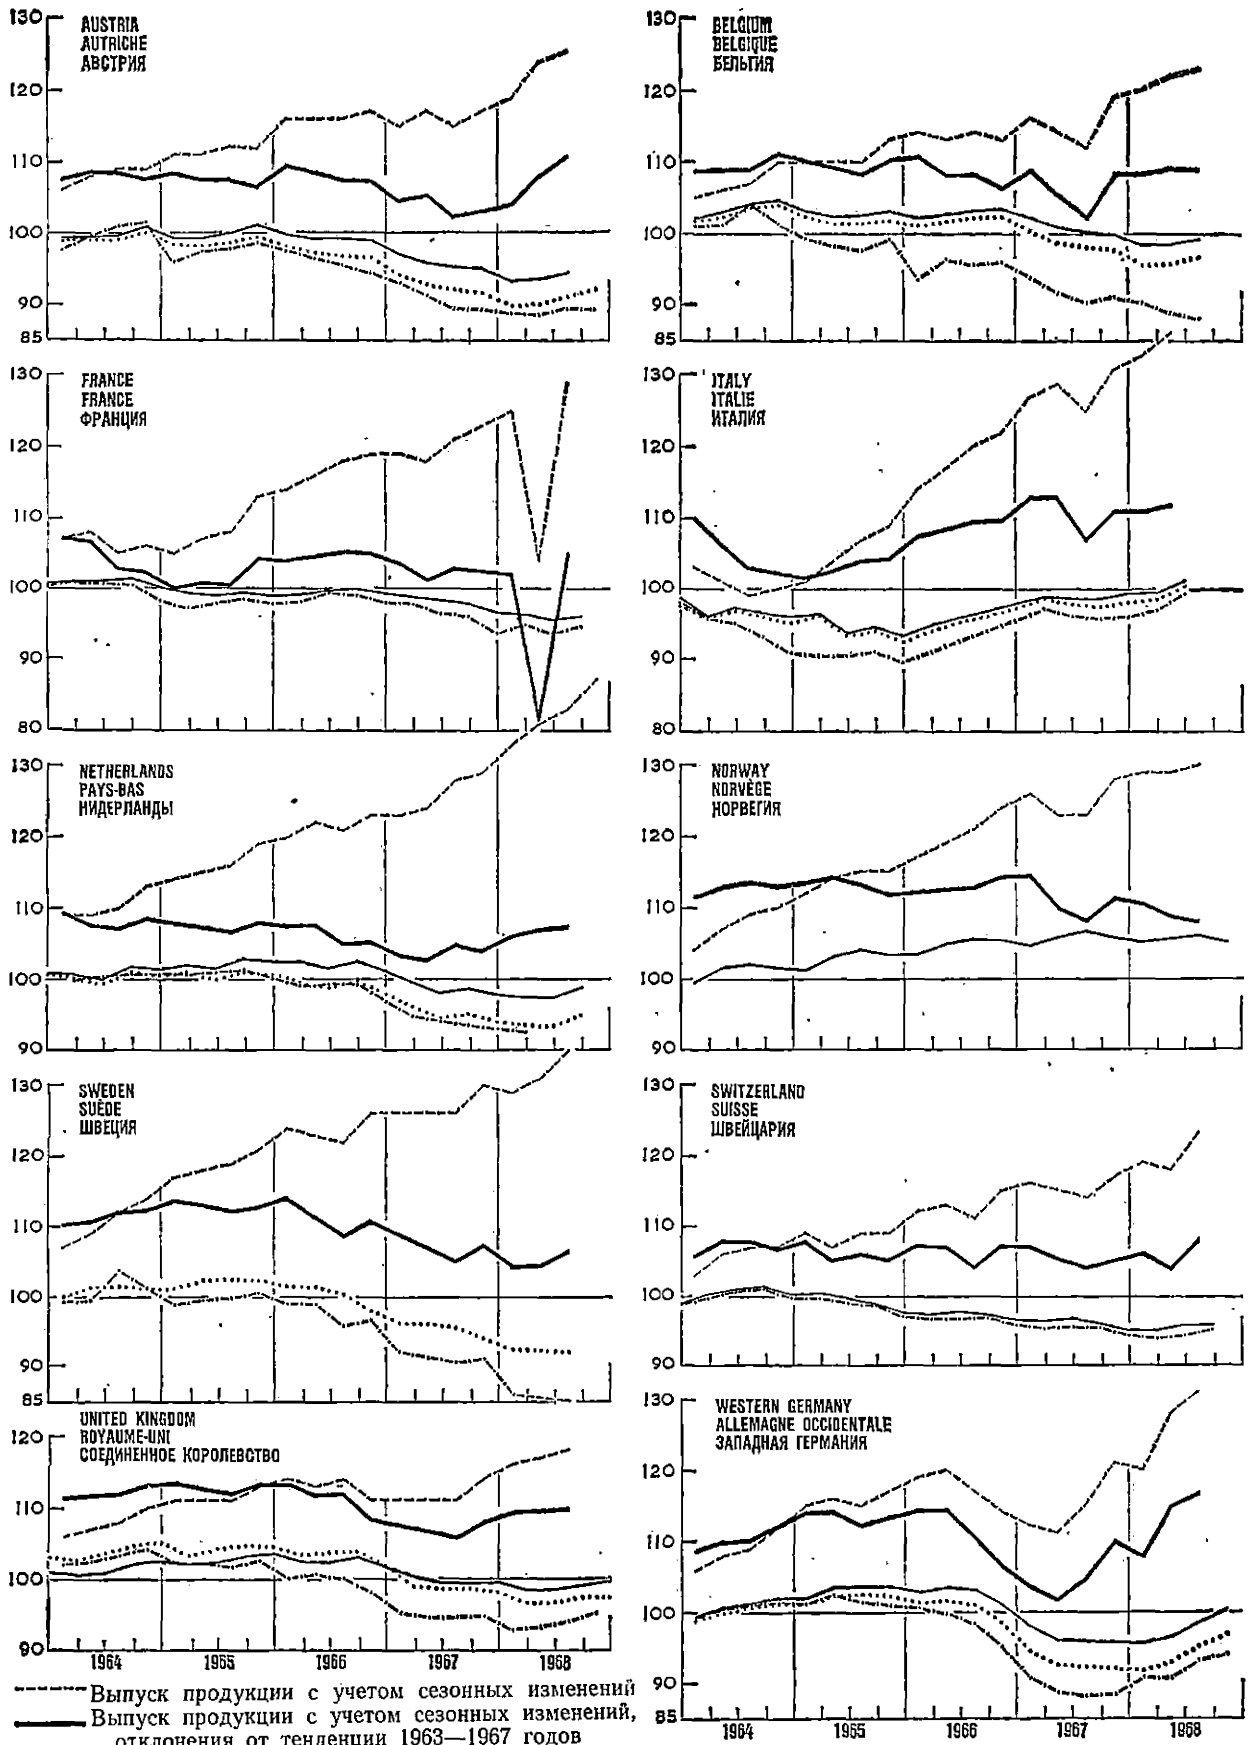 130
AUSTRIA
AUTRICHE
АВСТРИЯ
120
110
100
90
85
130
BELGIUM
BELGIQUE
БЕЛЬГИЯ
120
110
100
90
85
130
FRANCE
FRANCE
ФРАНЦИЯ
120
110
100
90
80
130
ITALY
ITALIE
ИТАЛИЯ
120
110
100
90
80
130
NETHERLANDS
PAYS-BAS
НИДЕРЛАНДЫ
120
110
100
90
130
NORWAY
NORVÈGE
НОРВЕГИЯ
120
110
100
90
130
SWEDEN
SUÈDE
ШВЕЦИЯ
120
110
100
90
85
130
SWITZERLAND
SUISSE
ШВЕЙЦАРИЯ
120
110
100
90
UNITED KINGDOM
ROYAUME-UNI
СОЕДИНЕННОЕ КОРОЛЕВСТВО
120
110
100
90
1964 1965 1966 1967 1968
130
WESTERN GERMANY
ALLEMAGNE OCCIDENTALE
ЗАПАДНАЯ ГЕРМАНИЯ
120
110
100
90
85
1964 1965 1966 1967 1968
Выпуск продукции с учетом сезонных изменений
Выпуск продукции с учетом сезонных изменений,
отклонения от тенденции 1963—1967 годов